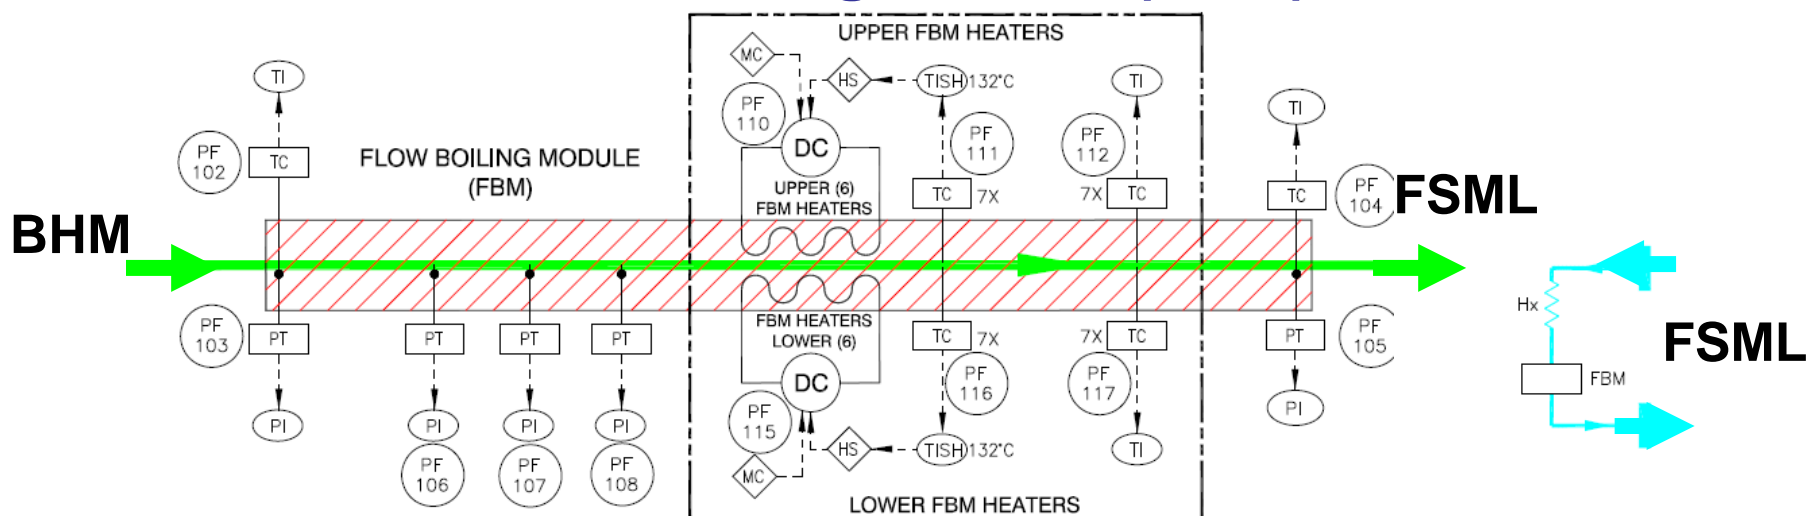 UPPER FBM HEATERS
MC
HS
TISH 132°C
TI
TI
TI
PF
110
PF
111
PF
112
PF
102
TC
FLOW BOILING MODULE
(FBM)
DC
UPPER (6)
FBM HEATERS
TC 7X
7X TC
TC
PF
104
FSML
BHM
PF
103
PT
PT
PT
PT
FBM HEATERS
LOWER (6)
TC 7X
7X TC
PT
PF
105
Hx
FSML
FBM
DC
PF
116
PF
117
PI
PI
PI
PI
PI
PF
115
PF
106
PF
107
PF
108
MC
HS
TISH 132°C
TI
LOWER FBM HEATERS